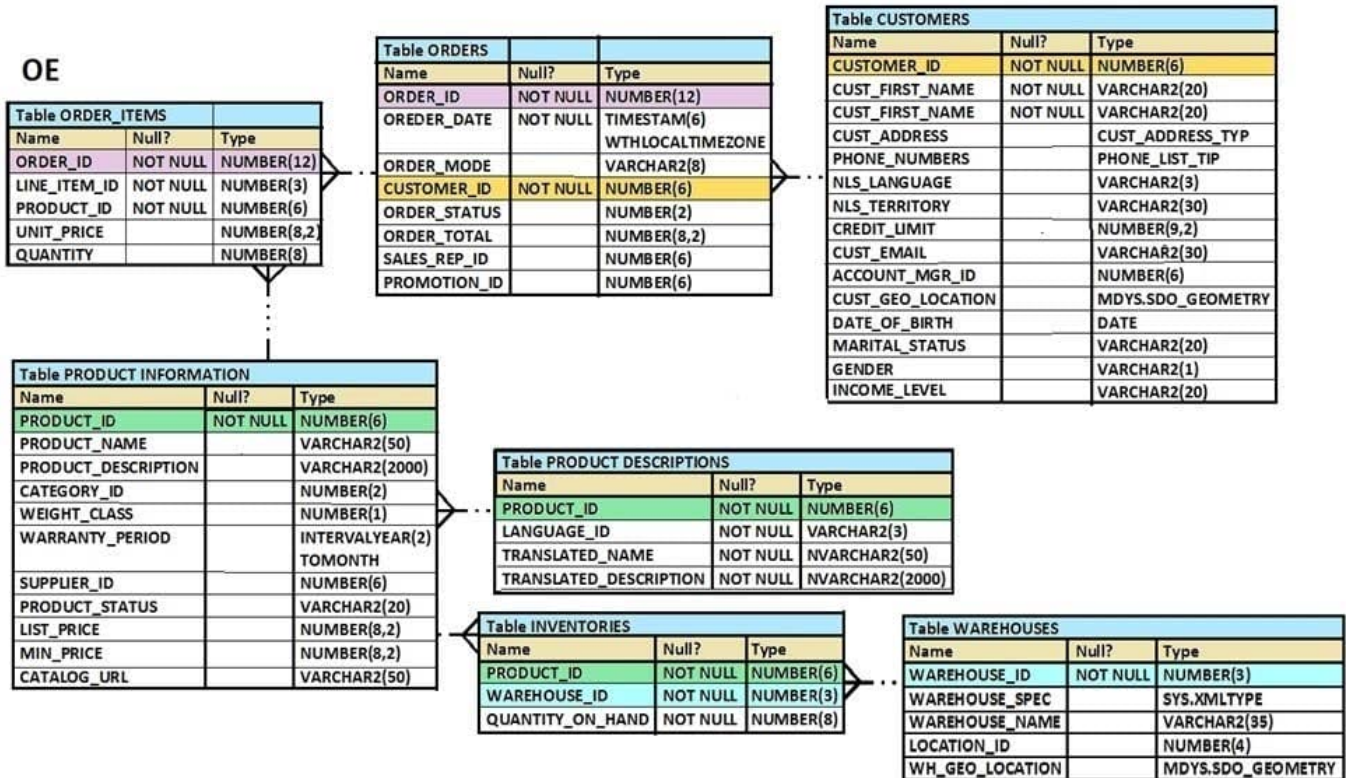 OE
Table ORDER_ITEMS
Name Null? Type
ORDER_ID NOT NULL NUMBER(12)
LINE_ITEM_ID NOT NULL NUMBER(3)
PRODUCT_ID NOT NULL NUMBER(6)
UNIT_PRICE NUMBER(8,2)
QUANTITY NUMBER(8)
Table ORDERS
Name Null? Type
ORDER_ID NOT NULL NUMBER(12)
OREDER_DATE NOT NULL TIMESTAM(6)
WTHLOCALTIMEZONE
ORDER_MODE VARCHAR2(8)
CUSTOMER_ID NOT NULL NUMBER(6)
ORDER_STATUS NUMBER(2)
ORDER_TOTAL NUMBER(8,2)
SALES_REP_ID NUMBER(6)
PROMOTION_ID NUMBER(6)
Table CUSTOMERS
Name Null? Type
CUSTOMER_ID NOT NULL NUMBER(6)
CUST_FIRST_NAME NOT NULL VARCHAR2(20)
CUST_FIRST_NAME NOT NULL VARCHAR2(20)
CUST_ADDRESS CUST_ADDRESS_TYP
PHONE_NUMBERS PHONE_LIST_TIP
NLS_LANGUAGE VARCHAR2(3)
NLS_TERRITORY VARCHAR2(30)
CREDIT_LIMIT NUMBER(9,2)
CUST_EMAIL VARCHAR2(30)
ACCOUNT_MGR_ID NUMBER(6)
CUST_GEO_LOCATION MDYS.SDO_GEOMETRY
DATE_OF_BIRTH DATE
MARITAL_STATUS VARCHAR2(20)
GENDER VARCHAR2(1)
INCOME_LEVEL VARCHAR2(20)
Table PRODUCT INFORMATION
Name Null? Type
PRODUCT_ID NOT NULL NUMBER(6)
PRODUCT_NAME VARCHAR2(50)
PRODUCT_DESCRIPTION VARCHAR2(2000)
CATEGORY_ID NUMBER(2)
WEIGHT_CLASS NUMBER(1)
WARRANTY_PERIOD INTERVALYEAR(2)
TOMONTH
SUPPLIER_ID NUMBER(6)
PRODUCT_STATUS VARCHAR2(20)
LIST_PRICE NUMBER(8,2)
MIN_PRICE NUMBER(8,2)
CATALOG_URL VARCHAR2(50)
Table PRODUCT DESCRIPTIONS
Name Null? Type
PRODUCT_ID NOT NULL NUMBER(6)
LANGUAGE_ID NOT NULL VARCHAR2(3)
TRANSLATED_NAME NOT NULL NVARCHAR2(50)
TRANSLATED_DESCRIPTION NOT NULL NVARCHAR2(2000)
Table INVENTORIES
Name Null? Type
PRODUCT_ID NOT NULL NUMBER(6)
WAREHOUSE_ID NOT NULL NUMBER(3)
QUANTITY_ON_HAND NOT NULL NUMBER(8)
Table WAREHOUSES
Name Null? Type
WAREHOUSE_ID NOT NULL NUMBER(3)
WAREHOUSE_SPEC SYS.XMLTYPE
WAREHOUSE_NAME VARCHAR2(35)
LOCATION_ID NUMBER(4)
WH_GEO_LOCATION MDYS.SDO_GEOMETRY